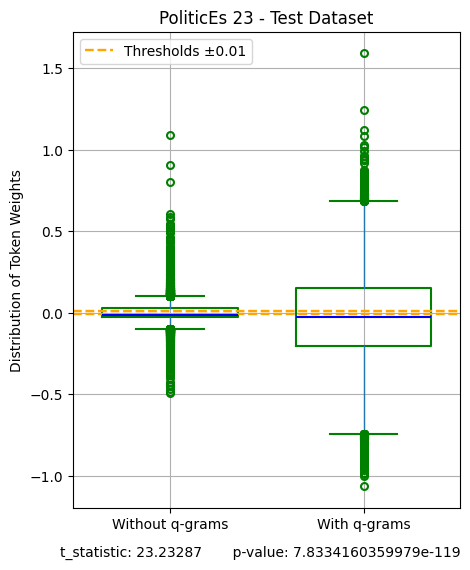 PoliticEs 23 - Test Dataset
Thresholds ±0.01
Distribution of Token Weights
1.5
1.0
0.5
0.0
−0.5
−1.0
Without q-grams With q-grams
t_statistic: 23.23287 p-value: 7.8334160359979e-119